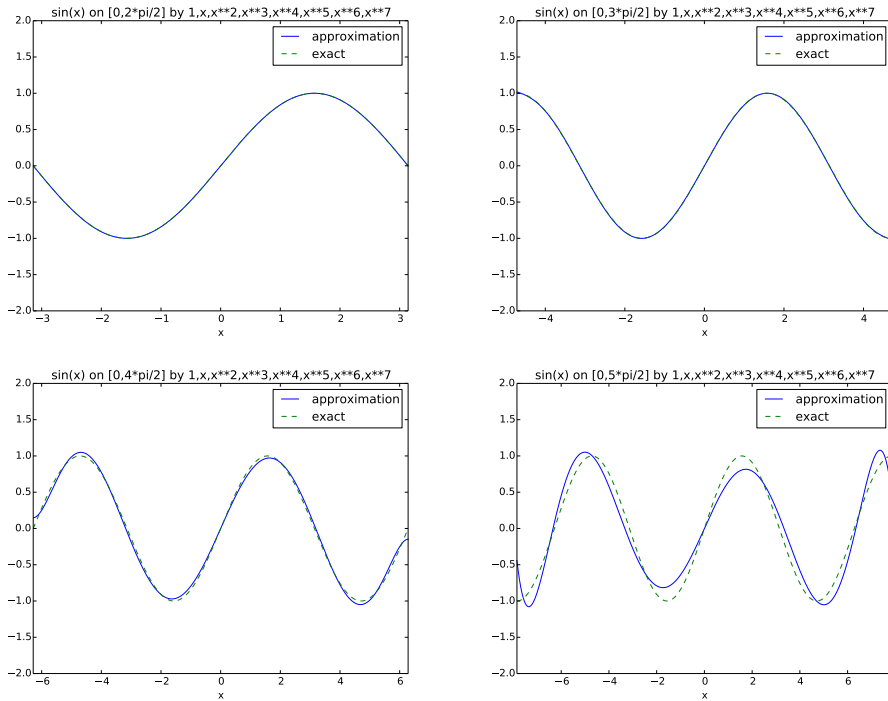 sin(x) on [0,2*pi/2] by 1,x,x**2,x**3,x**4,x**5,x**6,x**7
2.0
approximation
exact
1.5
1.0
0.5
0.0
−0.5
−1.0
−1.5
−2.0
−3 −2 −1 0 1 2 3
x
sin(x) on [0,3*pi/2] by 1,x,x**2,x**3,x**4,x**5,x**6,x**7
2.0
approximation
exact
1.5
1.0
0.5
0.0
−0.5
−1.0
−1.5
−2.0
−4 −2 0 2 4
x
sin(x) on [0,4*pi/2] by 1,x,x**2,x**3,x**4,x**5,x**6,x**7
2.0
approximation
exact
1.5
1.0
0.5
0.0
−0.5
−1.0
−1.5
−2.0
−6 −4 −2 0 2 4 6
x
sin(x) on [0,5*pi/2] by 1,x,x**2,x**3,x**4,x**5,x**6,x**7
2.0
approximation
exact
1.5
1.0
0.5
0.0
−0.5
−1.0
−1.5
−2.0
−6 −4 −2 0 2 4 6
x